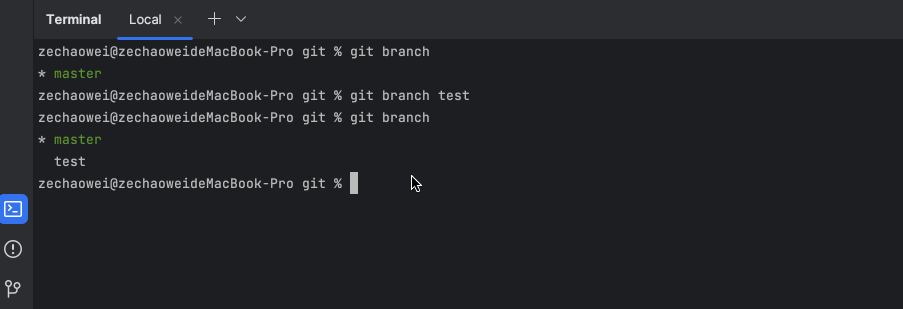 Terminal Local
zechaowei@zechaoweideMacBook-Pro git % git branch
* master
zechaowei@zechaoweideMacBook-Pro git % git branch test
zechaowei@zechaoweideMacBook-Pro git % git branch
* master
test
zechaowei@zechaoweideMacBook-Pro git %